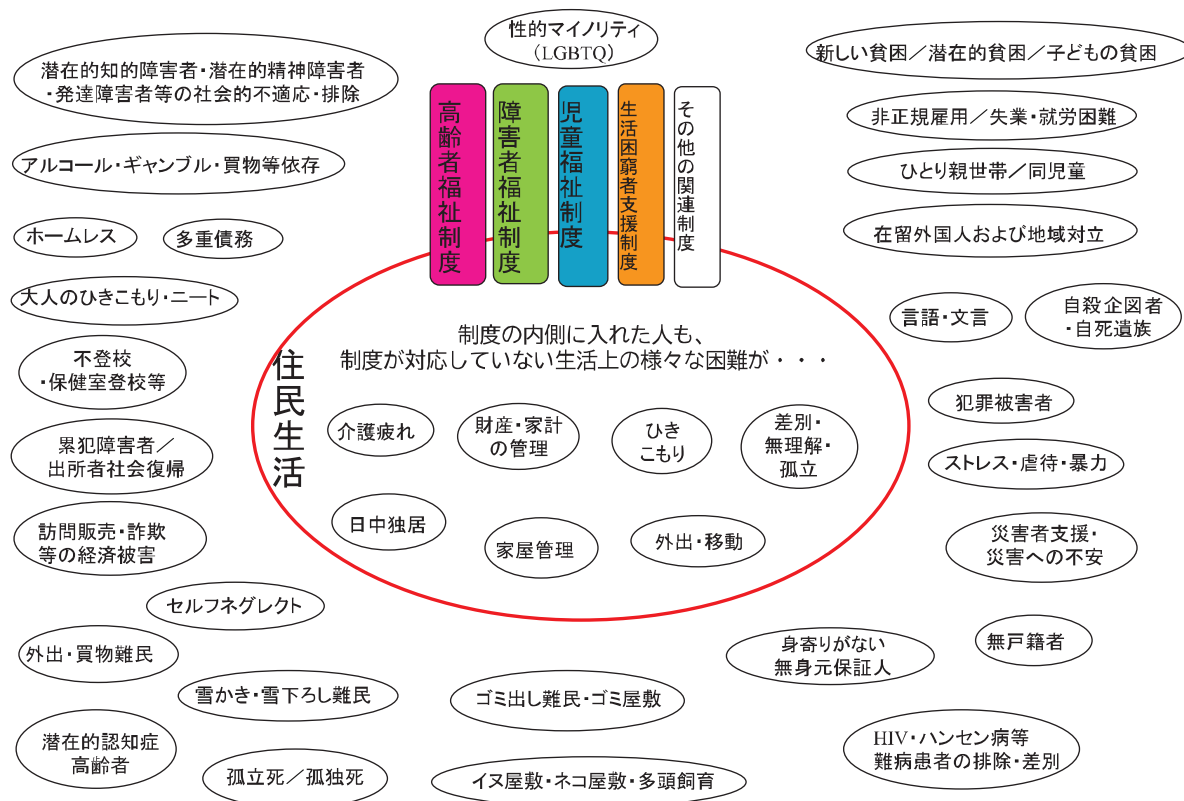 性的マイノリティ
(LGBTQ)
潜在的知的障害者・潜在的精神障害者
・発達障害者等の社会的不適応・排除
アルコール・ギャンブル・買物等依存
ホームレス
多重債務
大人のひきこもり・ニート
不登校
・保健室登校等
累犯障害者／
出所者社会復帰
訪問販売・詐欺
等の経済被害
セルフネグレクト
外出・買物難民
雪かき・雪下ろし難民
潜在的認知症
高齢者
孤立死／孤独死
高齢者福祉制度
障害者福祉制度
児童福祉制度
生活困窮者支援制度
その他の関連制度
住民生活
制度の内側に入れた人も、
制度が対応していない生活上の様々な困難が・・・
介護疲れ
財産・家計
の管理
ひき
こもり
差別・
無理解・
孤立
日中独居
家屋管理
外出・移動
新しい貧困／潜在的貧困／子どもの貧困
非正規雇用／失業・就労困難
ひとり親世帯／同児童
在留外国人および地域対立
言語・文言
自殺企図者
・自死遺族
犯罪被害者
ストレス・虐待・暴力
災害者支援・
災害への不安
無戸籍者
身寄りがない
無身元保証人
ゴミ出し難民・ゴミ屋敷
イヌ屋敷・ネコ屋敷・多頭飼育
HIV・ハンセン病等
難病患者の排除・差別